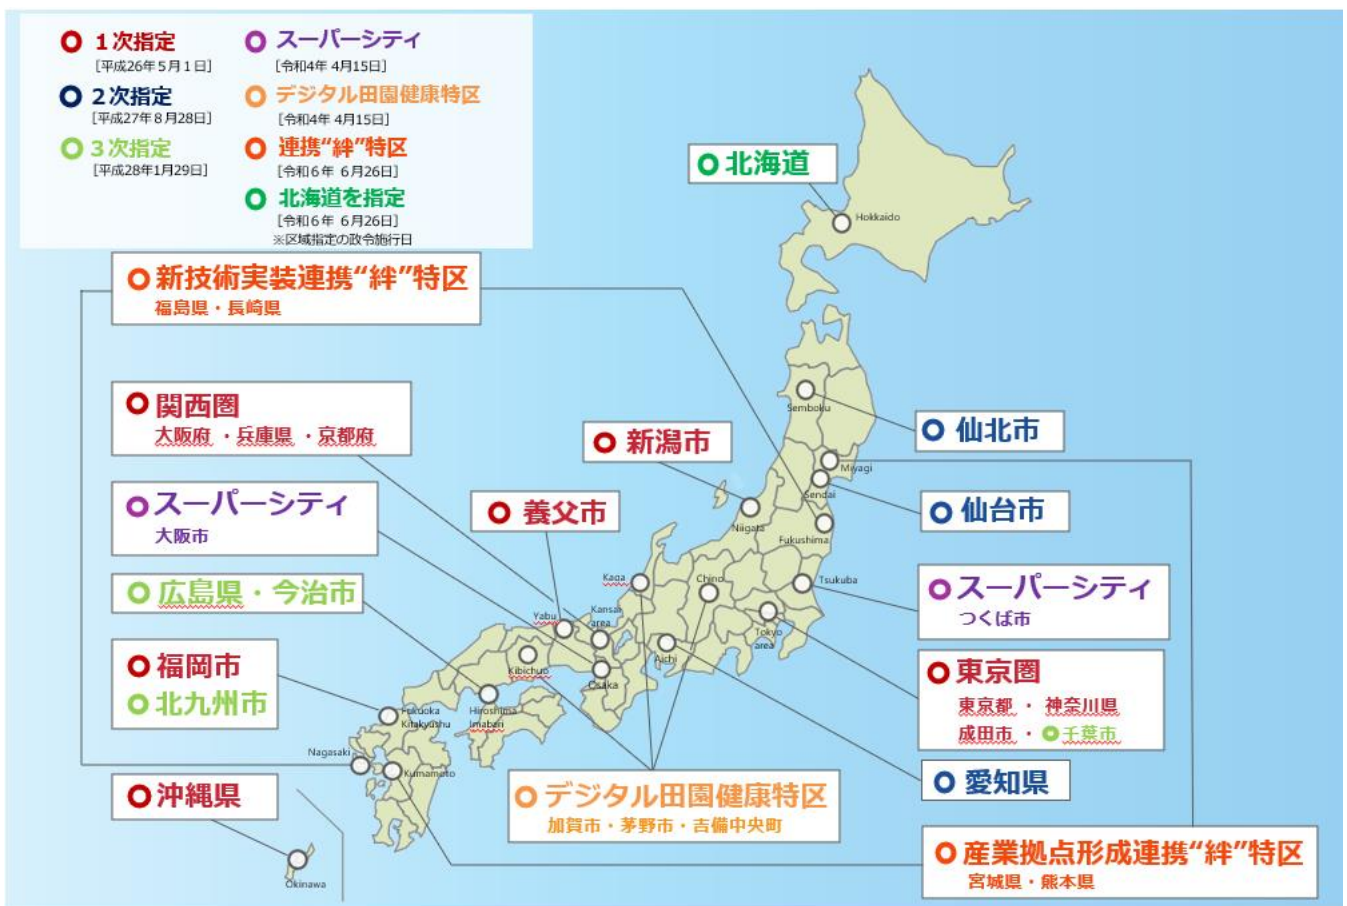 １次指定
［平成26年５月１日］
２次指定
［平成27年８月28日］
３次指定
［平成28年1月29日］
スーパーシティ
［令和4年 4月15日］
デジタル田園健康特区
［令和4年 4月15日］
連携“絆”特区
［令和６年 ６月26日］
北海道を指定
［令和６年 ６月26日］
※区域指定の政令施行日
北海道
Hokkaido
新技術実装連携“絆”特区
福島県・長崎県
関西圏
大阪府 ・兵庫県 ・京都府
新潟市
Semboku
仙北市
Miyagi
Sendai
スーパーシティ
大阪市
養父市
仙台市
Niigata
Fukushima
広島県・今治市
Kaga
Chino
Tsukuba
スーパーシティ
つくば市
Yabu
Kansai
area
Tokyo
area
Aichi
Kibichuo
Osaka
福岡市
北九州市
東京圏
東京都 ・ 神奈川県
成田市 ・ 千葉市
Fukuoka
Kitakyushu
Hiroshima
Imabari
Nagasaki
Kumamoto
沖縄県
デジタル田園健康特区
加賀市・茅野市・吉備中央町
愛知県
産業拠点形成連携“絆”特区
宮城県・熊本県
Okinawa